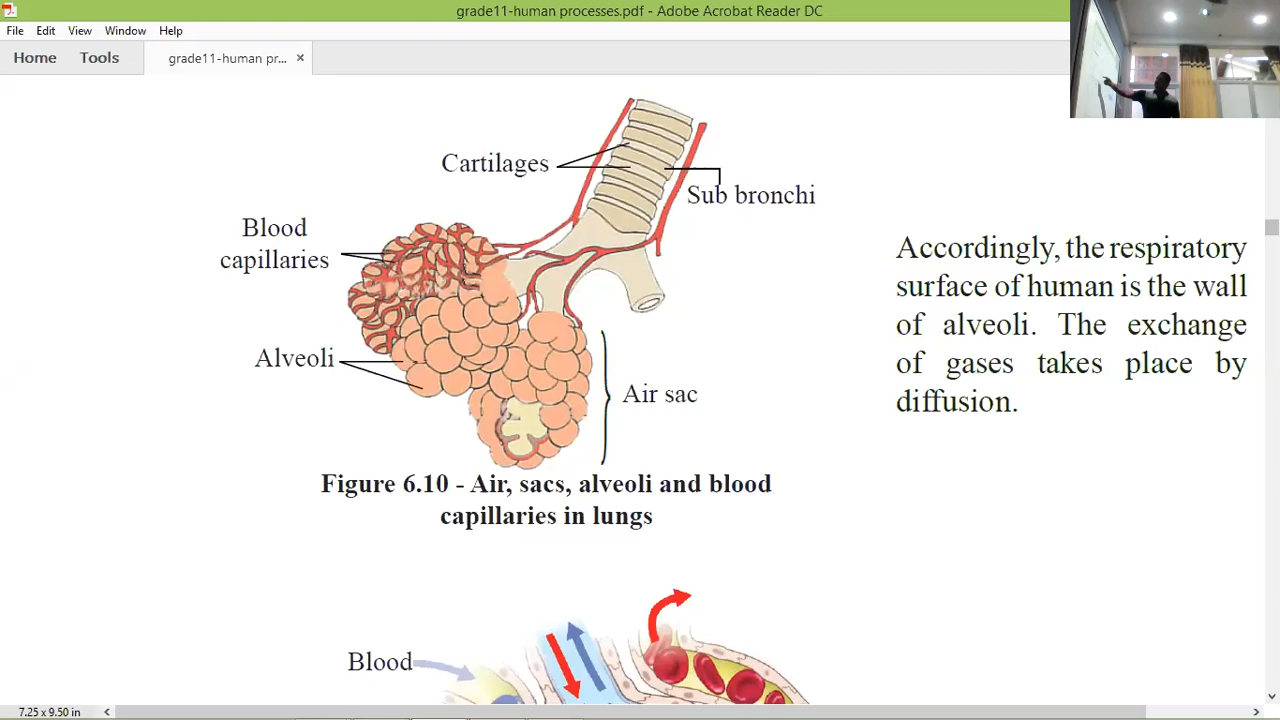 grade11-human processes.pdf - Adobe Acrobat Reader DC
File Edit View Window Help
Home Tools grade11-human pr... ×
Cartilages
Sub bronchi
Blood
capillaries
Alveoli
Air sac
Figure 6.10 - Air, sacs, alveoli and blood
capillaries in lungs
Accordingly, the respiratory
surface of human is the wall
of alveoli. The exchange
of gases takes place by
diffusion.
Blood
7.25 x 9.50 in